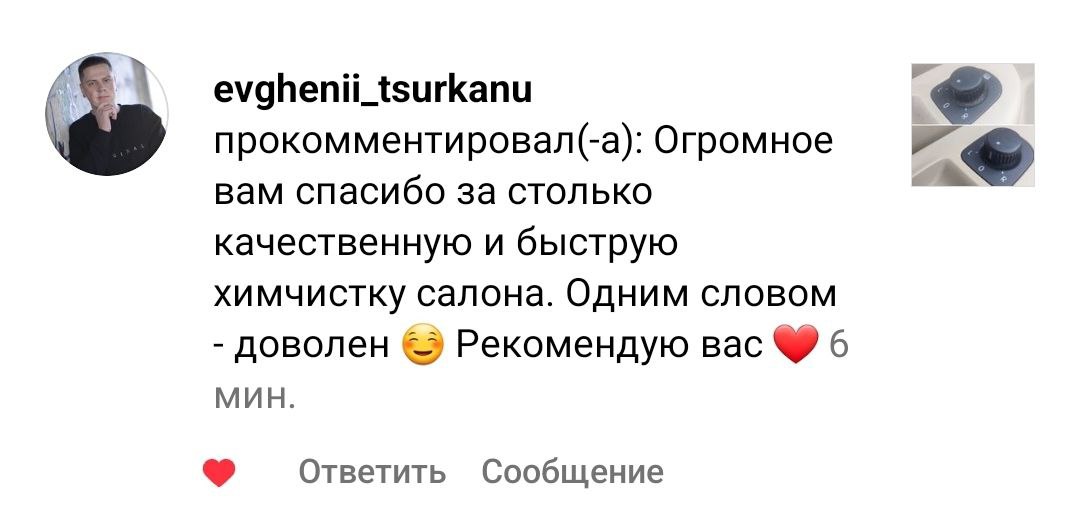 evghenii_tsurkanu
прокомментировал(-а): Огромное
вам спасибо за столько
качественную и быструю
химчистку салона. Одним словом
- доволен ☺️ Рекомендую вас ❤️ 6
мин.
Ответить Сообщение